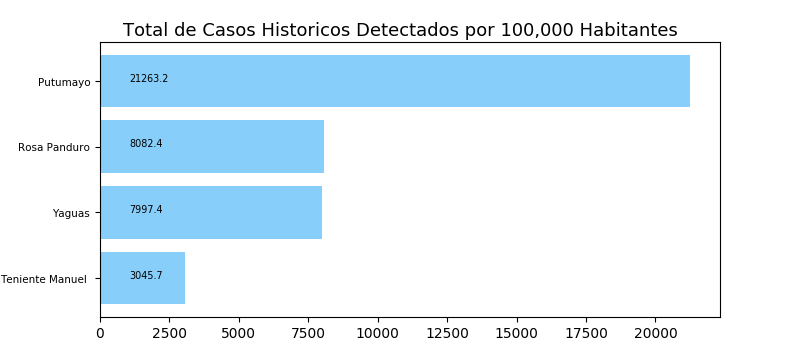 Total de Casos Historicos Detectados por 100,000 Habitantes
Putumayo
21263.2
Rosa Panduro
8082.4
Yaguas
7997.4
Teniente Manuel
3045.7
0 2500 5000 7500 10000 12500 15000 17500 20000